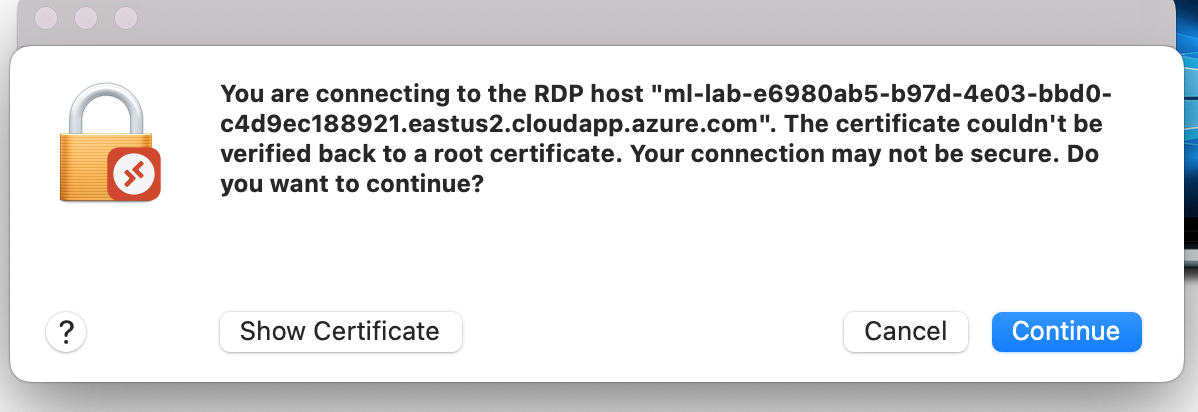 You are connecting to the RDP host "ml-lab-e6980ab5-b97d-4e03-bbd0-
c4d9ec188921.eastus2.cloudapp.azure.com". The certificate couldn't be
verified back to a root certificate. Your connection may not be secure. Do
you want to continue?
? Show Certificate Cancel Continue